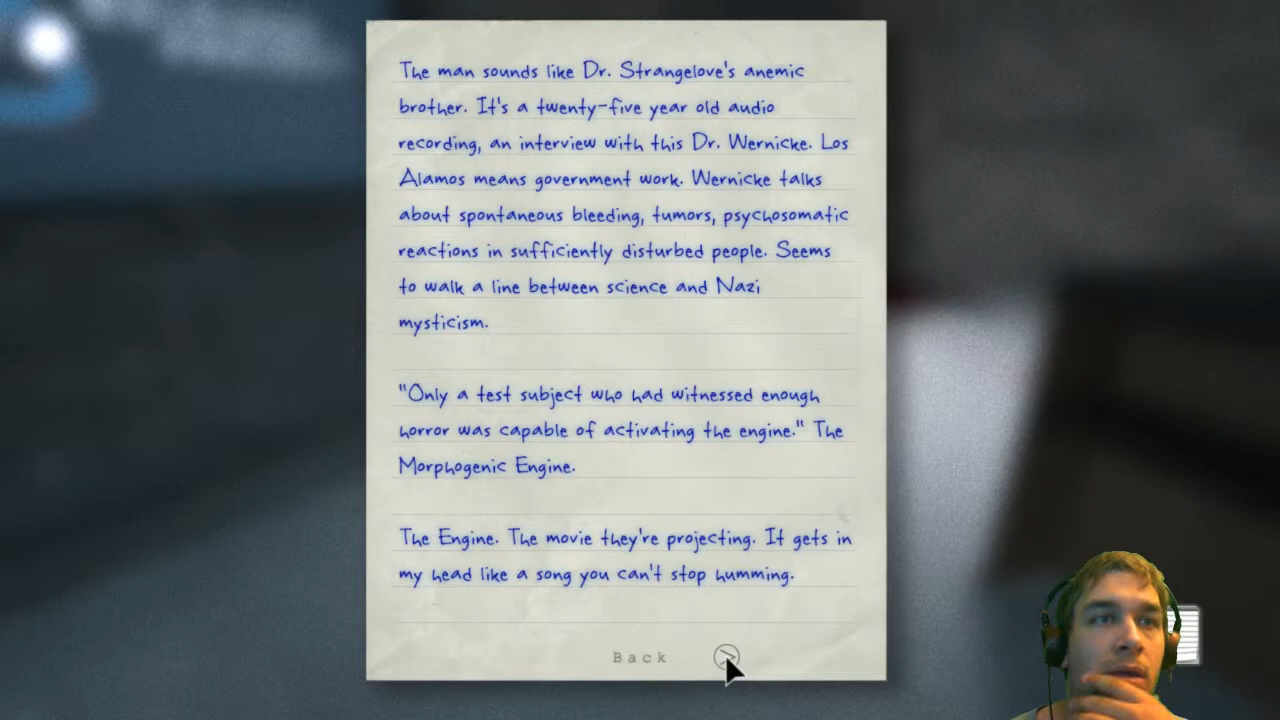 The man sounds like Dr. Strangelove's anemic
brother. It's a twenty-five year old audio
recording, an interview with this Dr. Wernicke. Los
Alamos means government work. Wernicke talks
about spontaneous bleeding, tumors, psychosomatic
reactions in sufficiently disturbed people. Seems
to walk a line between science and Nazi
mysticism.
"Only a test subject who had witnessed enough
horror was capable of activating the engine." The
Morphogenic Engine.
The Engine. The movie they're projecting. It gets in
my head like a song you can't stop humming.
Back >